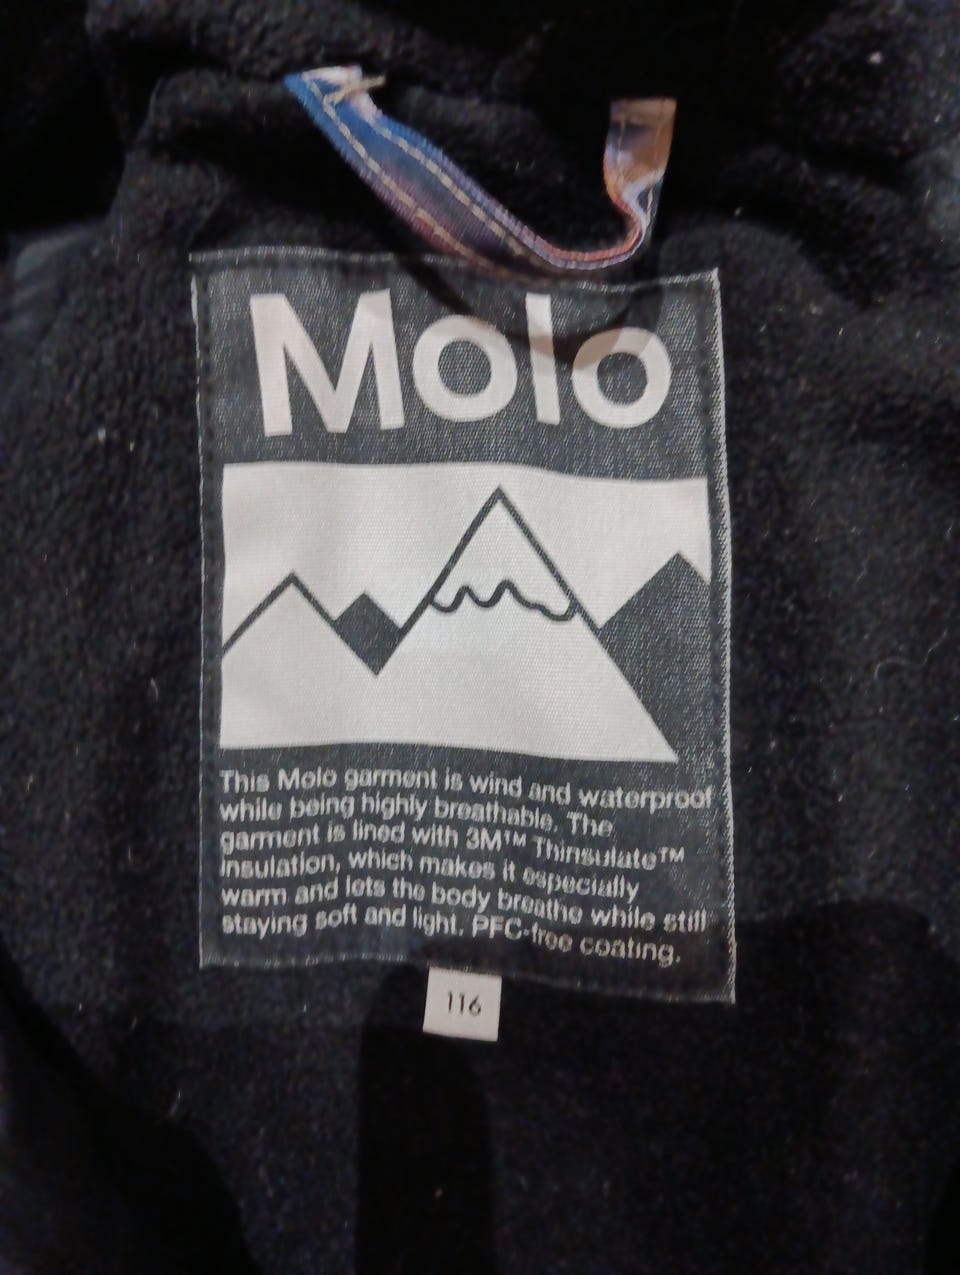 Molo
This Molo garment is wind and waterproof
while being highly breathable. The
garment is lined with 3M™ Thinsulate™
insulation, which makes it especially
warm and lets the body breathe while still
staying soft and light. PFC-free coating.
116